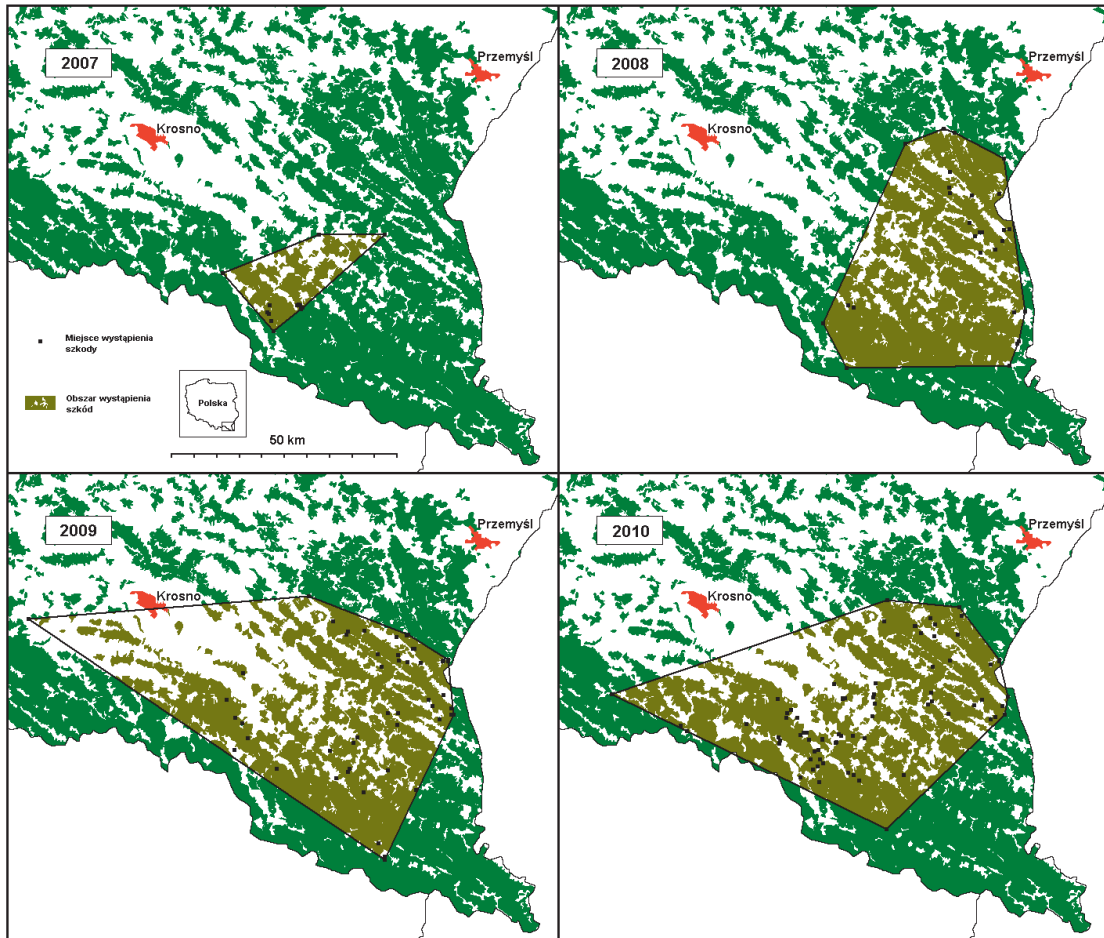 2007
Przemyśl
Krosno
Miejsce wystąpienia
szkody
Obszar wystąpienia
szkód
Polska
50 km
2008
Przemyśl
Krosno
2009
Przemyśl
Krosno
2010
Przemyśl
Krosno